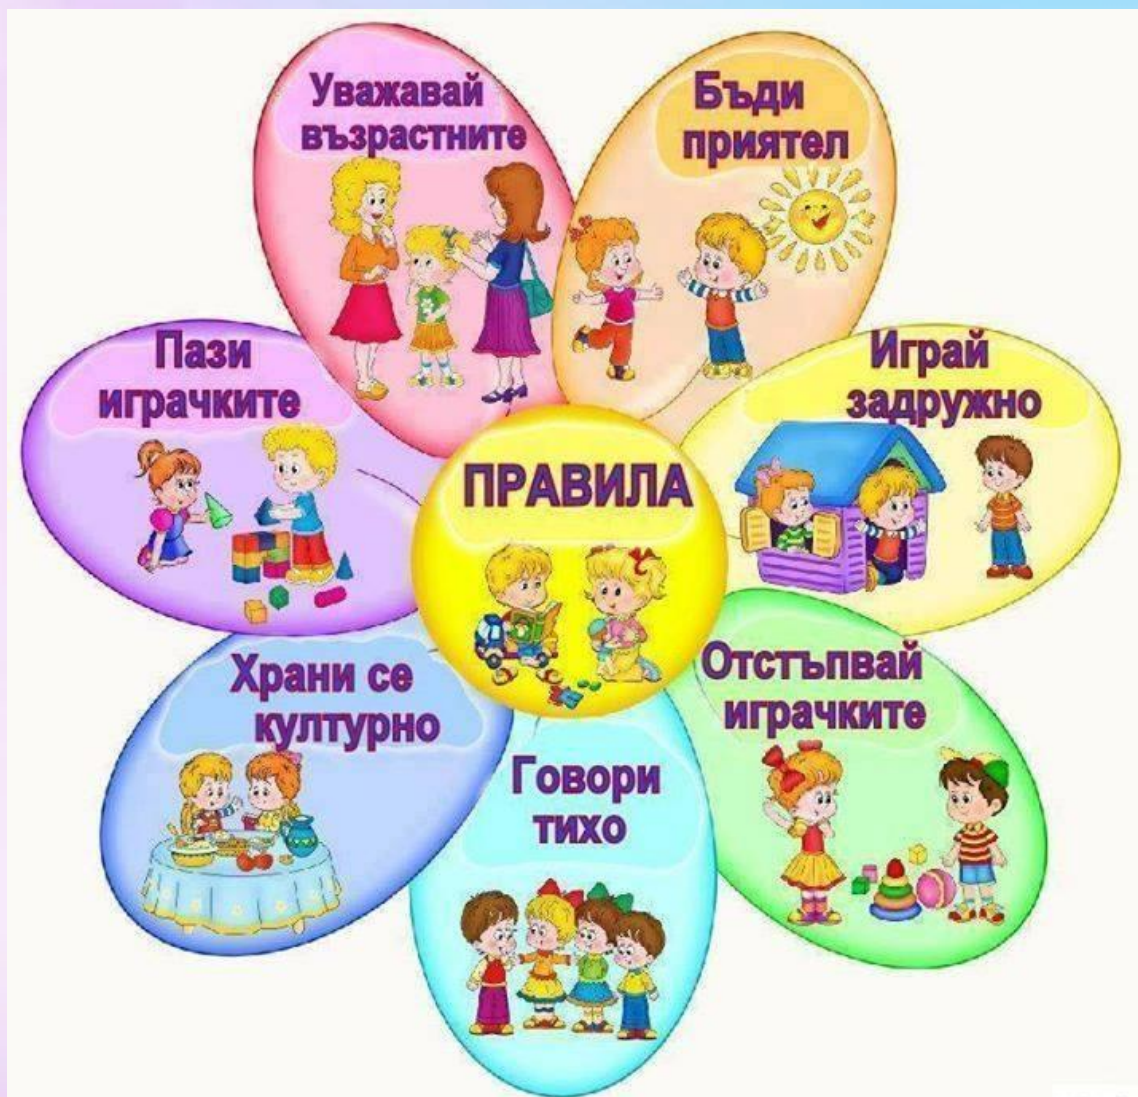 Уважавай
възрастните
Бъди
приятел
Пази
играчките
Играй
задружно
ПРАВИЛА
Храни се
културно
Отстъпвай
играчките
Говори
тихо